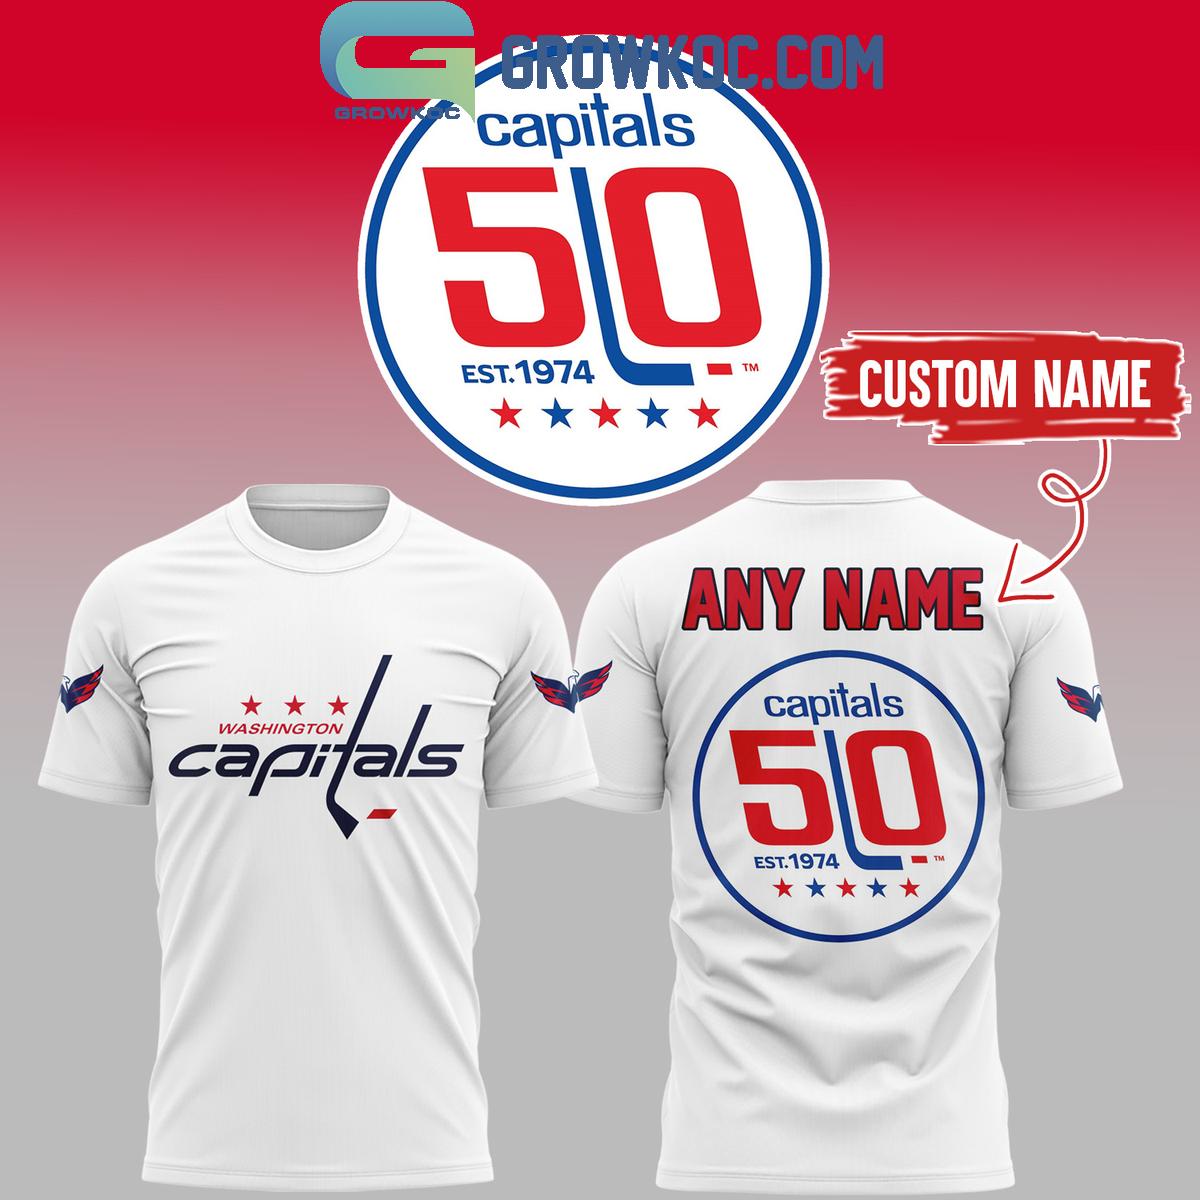 GROWKOC.COM
GROWKOC
capitals
50
EST.1974
TM
CUSTOM NAME
WASHINGTON
capitals
ANY NAME
capitals
50
EST.1974
TM